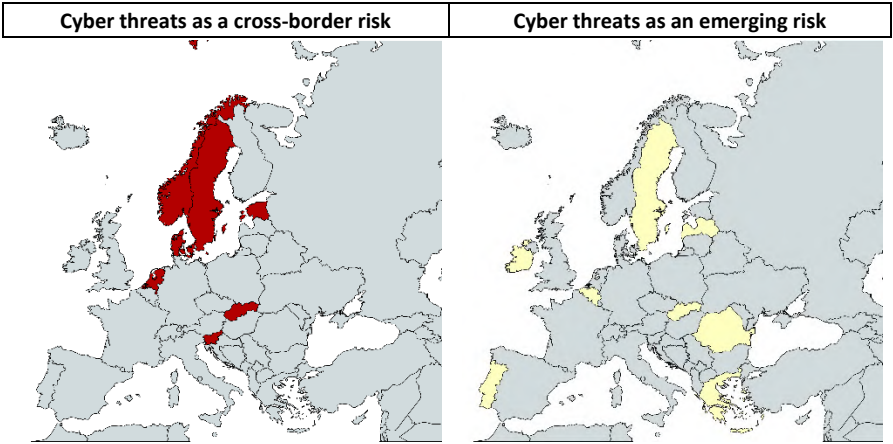 Cyber threats as a cross-border risk
Cyber threats as an emerging risk